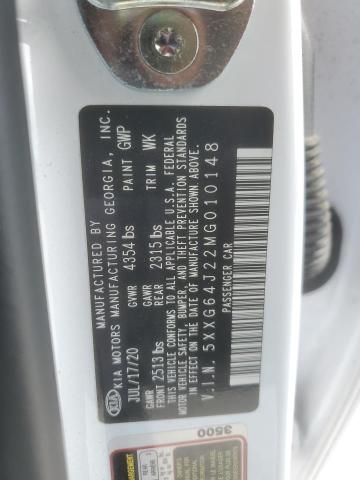 MANUFACTURED BY
KIA KIA MOTORS MANUFACTURING GEORGIA, INC.
JUL/17/20 GVWR 4354 lbs PAINT GWP
GAWR FRONT 2513 lbs GAWR REAR 2315 lbs TRIM WK
THIS VEHICLE CONFORMS TO ALL APPLICABLE U.S.A. FEDERAL
MOTOR VEHICLE SAFETY, BUMPER, AND THEFT PREVENTION STANDARDS
IN EFFECT ON THE DATE OF MANUFACTURE SHOWN ABOVE.
V.I.N. 5XXG64J22MG010148
PASSENGER CAR
3500